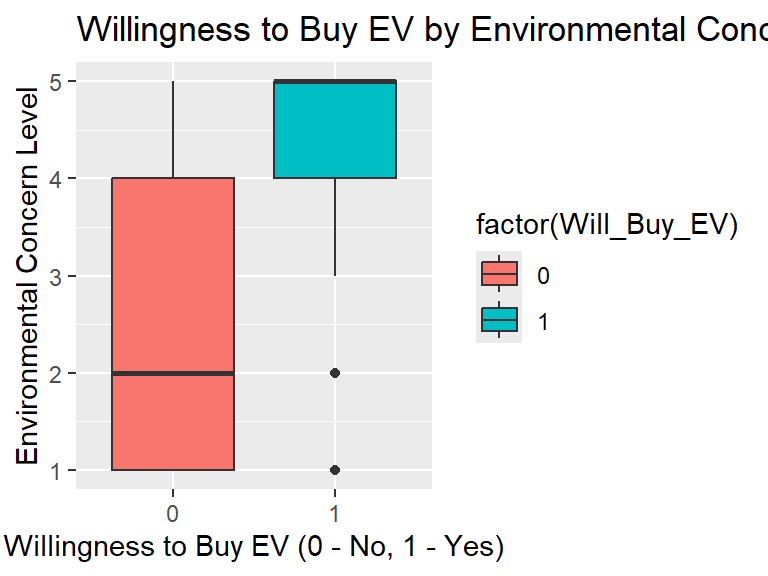 Willingness to Buy EV by Environmental Conc
Environmental Concern Level
5
4
3
2
1
0 1
Willingness to Buy EV (0 - No, 1 - Yes)
factor(Will_Buy_EV)
0
1